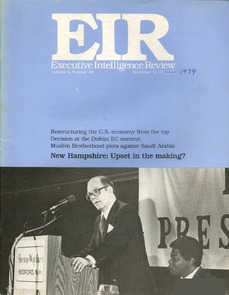 EIR
Executive Intelligence Review
1979
Restructuring the U.S. economy from the top
Decision at the Dublin EC summit
Muslim Brotherhood plots against Saudi Arabia
New Hampshire: Upset in the making?
BEDFORD, N.H.
PRES